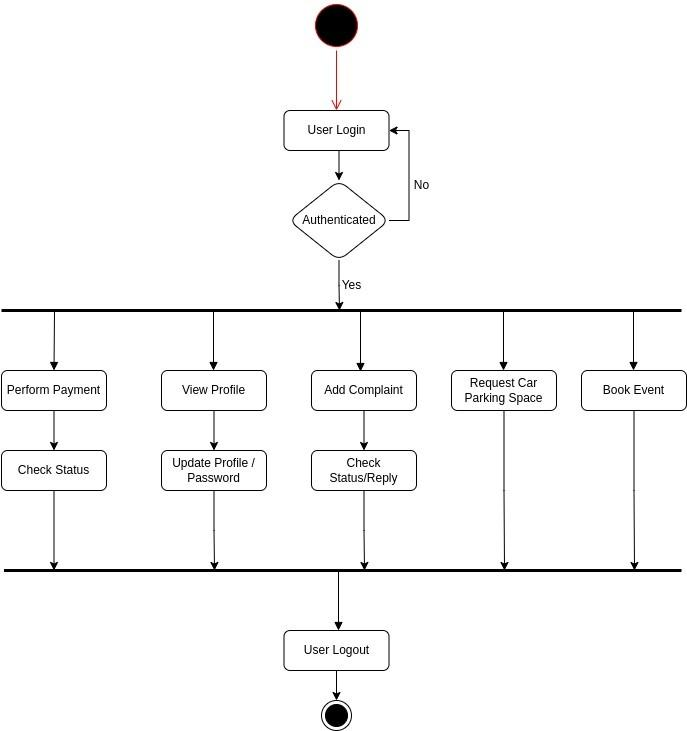 User Login
No
Authenticated
Yes
Perform Payment
View Profile
Add Complaint
Request Car
Parking Space
Book Event
Check Status
Update Profile /
Password
Check
Status/Reply
User Logout